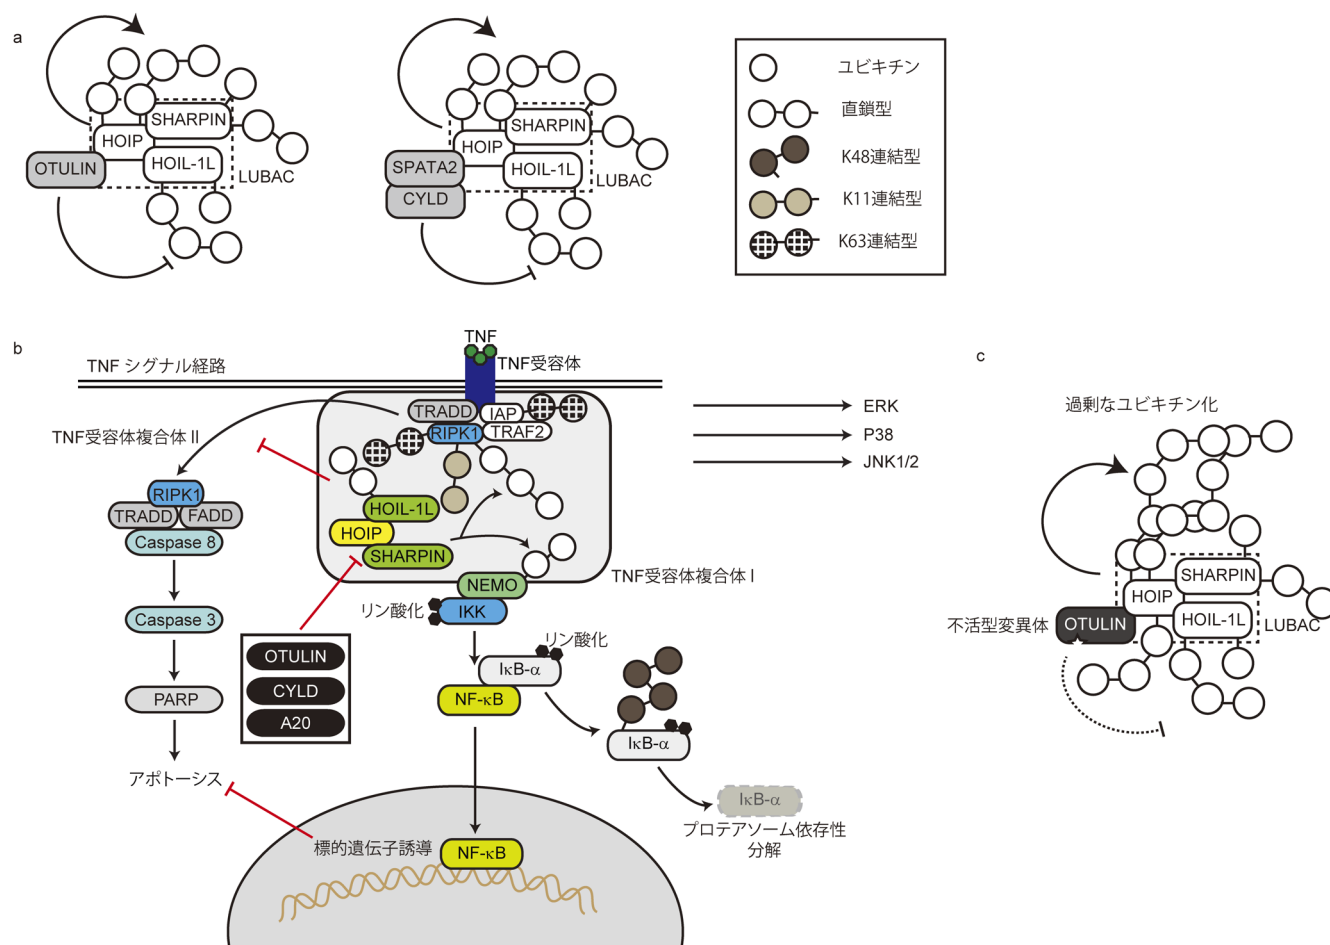 a
SHARPIN
HOIP
HOIL-1L
OTULIN
LUBAC
SHARPIN
HOIP
SPATA2
HOIL-1L
CYLD
LUBAC
ユビキチン
直鎖型
K48連結型
K11連結型
K63連結型
b
TNF シグナル経路
TNF
TNF受容体
TRADD
IAP
RIPK1
TRAF2
TNF受容体複合体 II
RIPK1
TRADD
FADD
Caspase 8
Caspase 3
PARP
アポトーシス
HOIL-1L
HOIP
SHARPIN
NEMO
TNF受容体複合体 I
リン酸化
IKK
OTULIN
CYLD
A20
リン酸化
IκB-α
NF-κB
IκB-α
IκB-α
プロテアソーム依存性
分解
標的遺伝子誘導
NF-κB
ERK
P38
JNK1/2
c
過剰なユビキチン化
SHARPIN
HOIP
HOIL-1L
不活型変異体
OTULIN
LUBAC